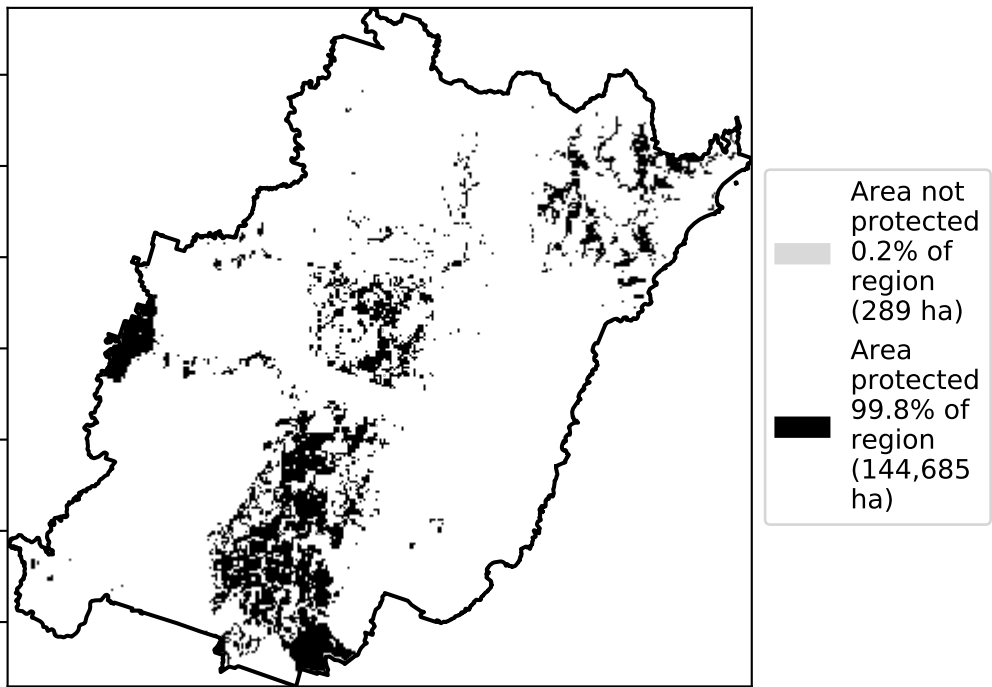 Area not
protected
0.2% of
region
(289 ha)
Area
protected
99.8% of
region
(144,685
ha)